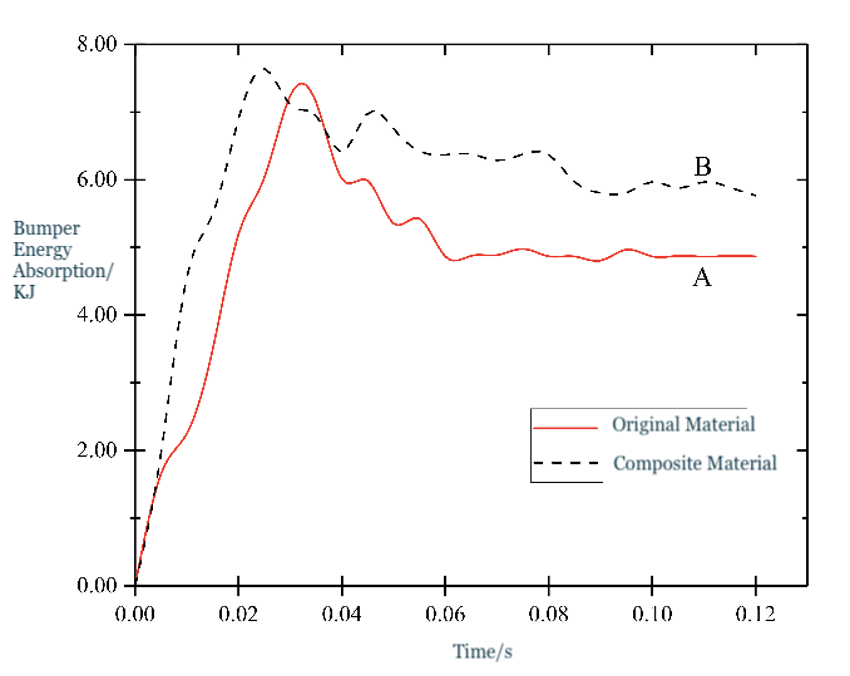 8.00
6.00
4.00
2.00
0.00
Bumper
Energy
Absorption/
KJ
B
A
Original Material
Composite Material
0.00 0.02 0.04 0.06 0.08 0.10 0.12
Time/s